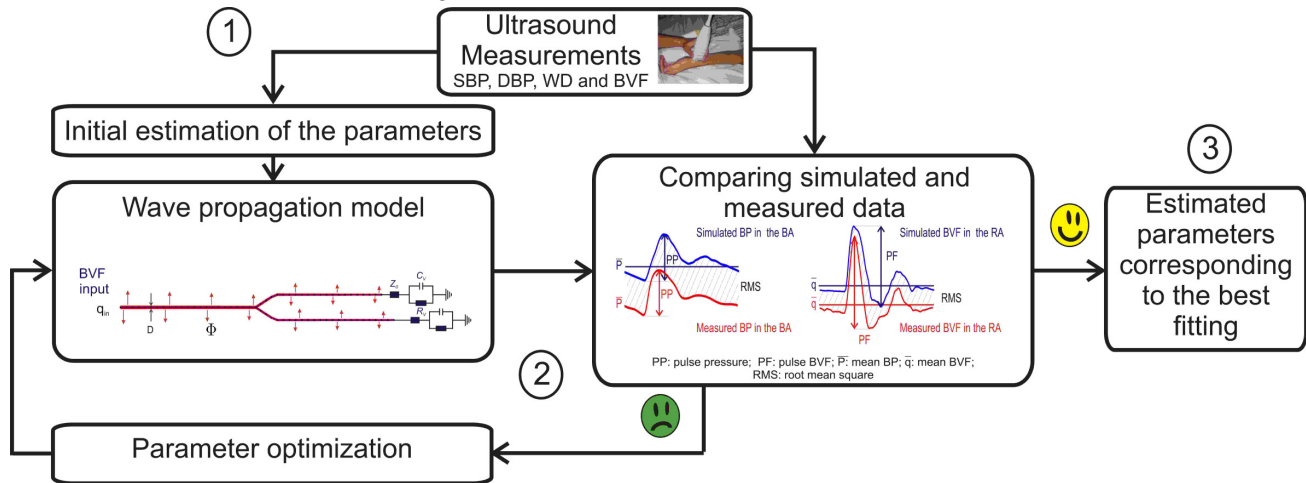 1
Ultrasound
Measurements
SBP, DBP, WD and BVF
Initial estimation of the parameters
Wave propagation model
BVF
input
q_in
D
Φ
Z_v
C_v
R_v
Comparing simulated and
measured data
Simulated BP in the BA
P̅
PP
RMS
P̅
PP
Measured BP in the BA
Simulated BVF in the RA
PF
q̅
RMS
q̅
Measured BVF in the RA
PF
PP: pulse pressure; PF: pulse BVF; P̅: mean BP; q̅: mean BVF;
RMS: root mean square
3
Estimated
parameters
corresponding
to the best
fitting
2
Parameter optimization